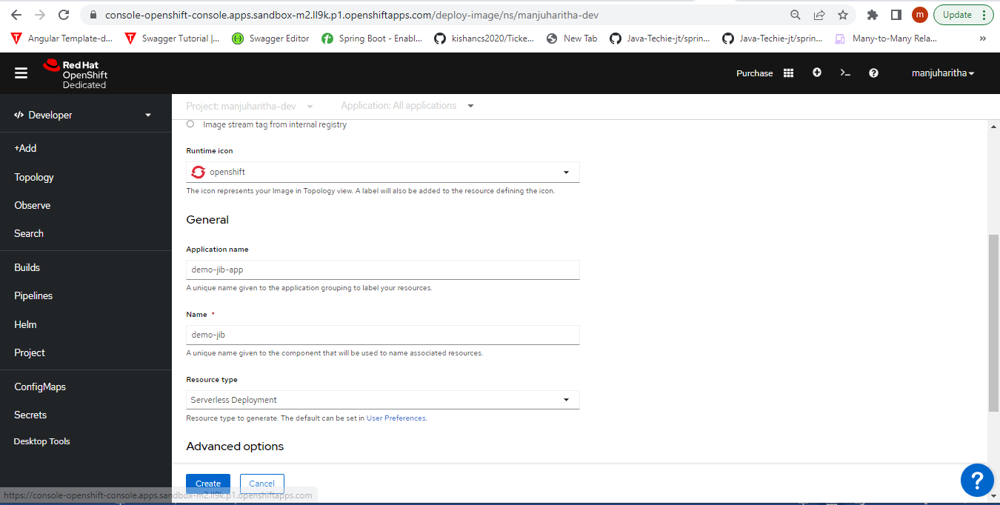 console-openshift-console.apps.sandbox-m2.ll9k.p1.openshiftapps.com/deploy-image/ns/manjuharitha-dev
m
Update
Angular Template-d...
Swagger Tutorial |...
Swagger Editor
Spring Boot - Enabl...
kishancs2020/Ticke...
New Tab
Java-Techie-jt/sprin...
Java-Techie-jt/sprin...
Many-to-Many Rela...
»
Red Hat
OpenShift
Dedicated
Purchase
manjuharitha
Developer
Project: manjuharitha-dev
Application: All applications
+Add
Topology
Observe
Search
Builds
Pipelines
Helm
Project
ConfigMaps
Secrets
Desktop Tools
Image stream tag from internal registry
Runtime icon
openshift
The icon represents your Image in Topology view. A label will also be added to the resource defining the icon.
General
Application name
demo-jib-app
A unique name given to the application grouping to label your resources.
Name *
demo-jib
A unique name given to the component that will be used to name associated resources.
Resource type
Serverless Deployment
Resource type to generate. The default can be set in User Preferences.
Advanced options
Create
Cancel
?
https://console-openshift-console.apps.sandbox-m2.ll9k.p1.openshiftapps.com